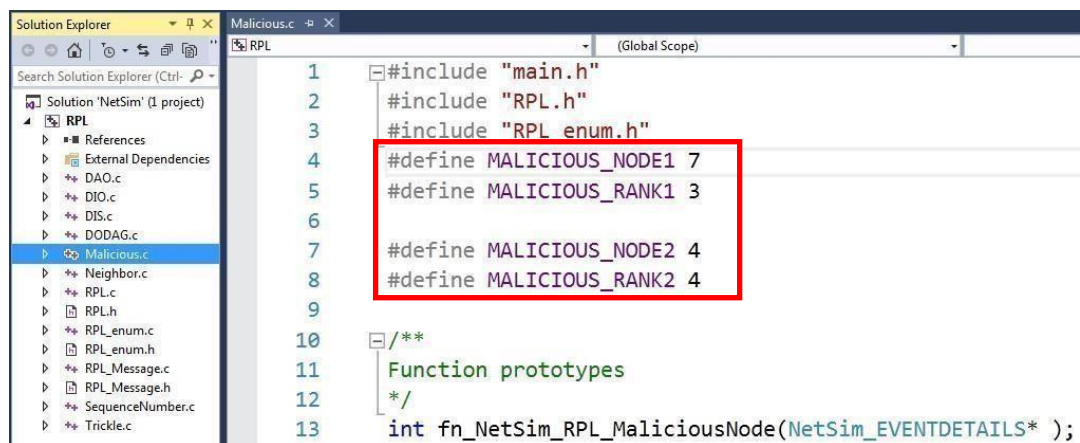 Solution Explorer
Search Solution Explorer (Ctrl-
Solution 'NetSim' (1 project)
RPL
References
External Dependencies
DAO.c
DIO.c
DIS.c
DODAG.c
Malicious.c
Neighbor.c
RPL.c
RPL.h
RPL_enum.c
RPL_enum.h
RPL_Message.c
RPL_Message.h
SequenceNumber.c
Trickle.c
Malicious.c
RPL (Global Scope)
1 #include "main.h"
2 #include "RPL.h"
3 #include "RPL_enum.h"
4 #define MALICIOUS_NODE1 7
5 #define MALICIOUS_RANK1 3
6
7 #define MALICIOUS_NODE2 4
8 #define MALICIOUS_RANK2 4
9
10 /**
11 Function prototypes
12 */
13 int fn_NetSim_RPL_MaliciousNode(NetSim_EVENTDETAILS* );